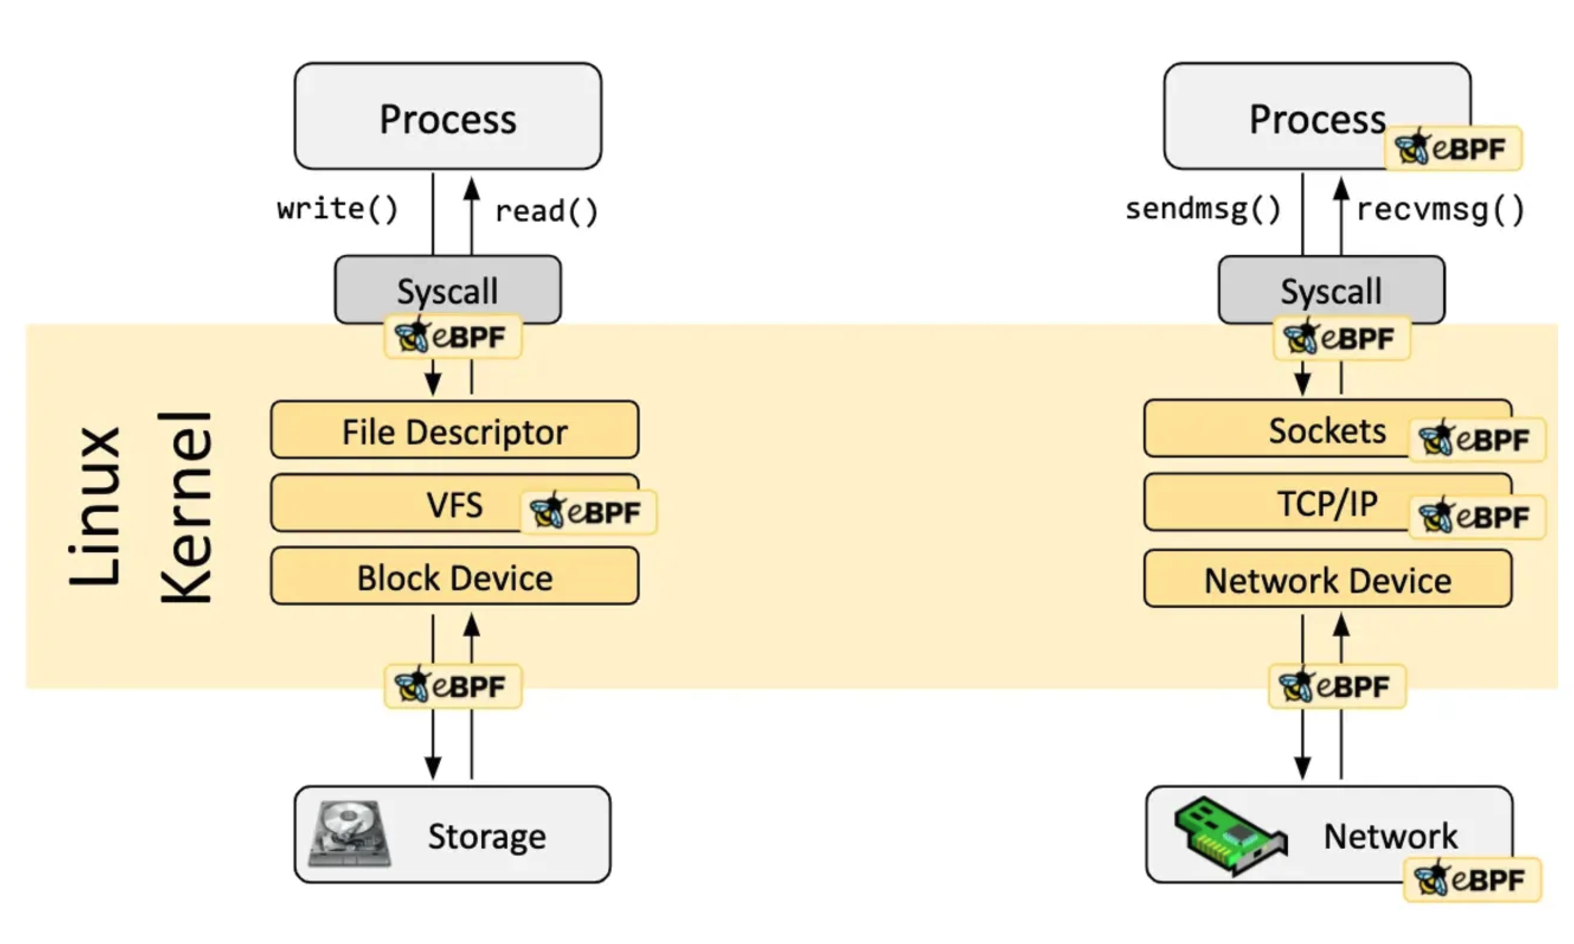 Process
write()
read()
Syscall
eBPF
File Descriptor
VFS
eBPF
Block Device
eBPF
Storage
Linux
Kernel
Process
eBPF
sendmsg()
recvmsg()
Syscall
eBPF
Sockets
eBPF
TCP/IP
eBPF
Network Device
eBPF
Network
eBPF